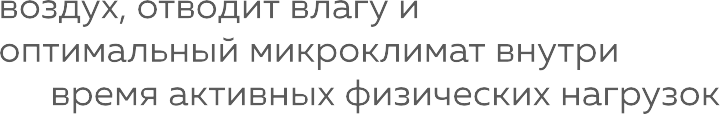 воздух, отводит влагу и
оптимальный микроклимат внутри
время активных физических нагрузок